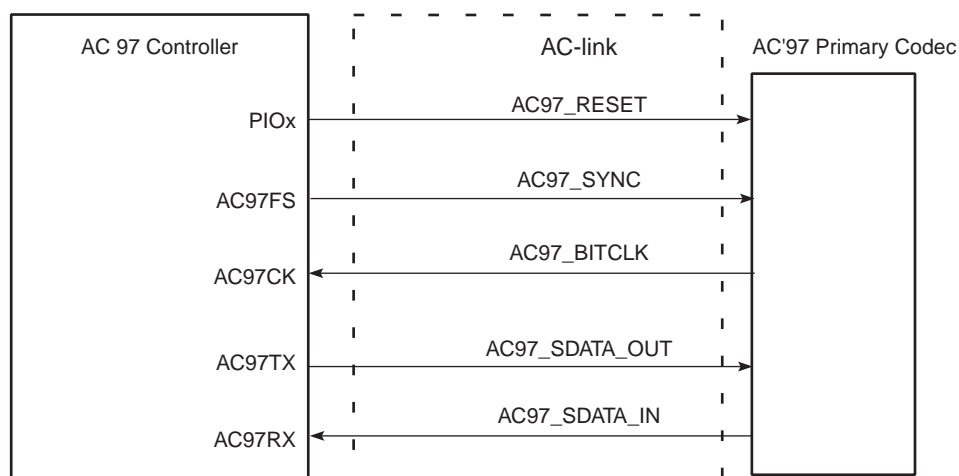 AC 97 Controller
AC-link
AC'97 Primary Codec
PIOx
AC97_RESET
AC97FS
AC97_SYNC
AC97CK
AC97_BITCLK
AC97TX
AC97_SDATA_OUT
AC97RX
AC97_SDATA_IN